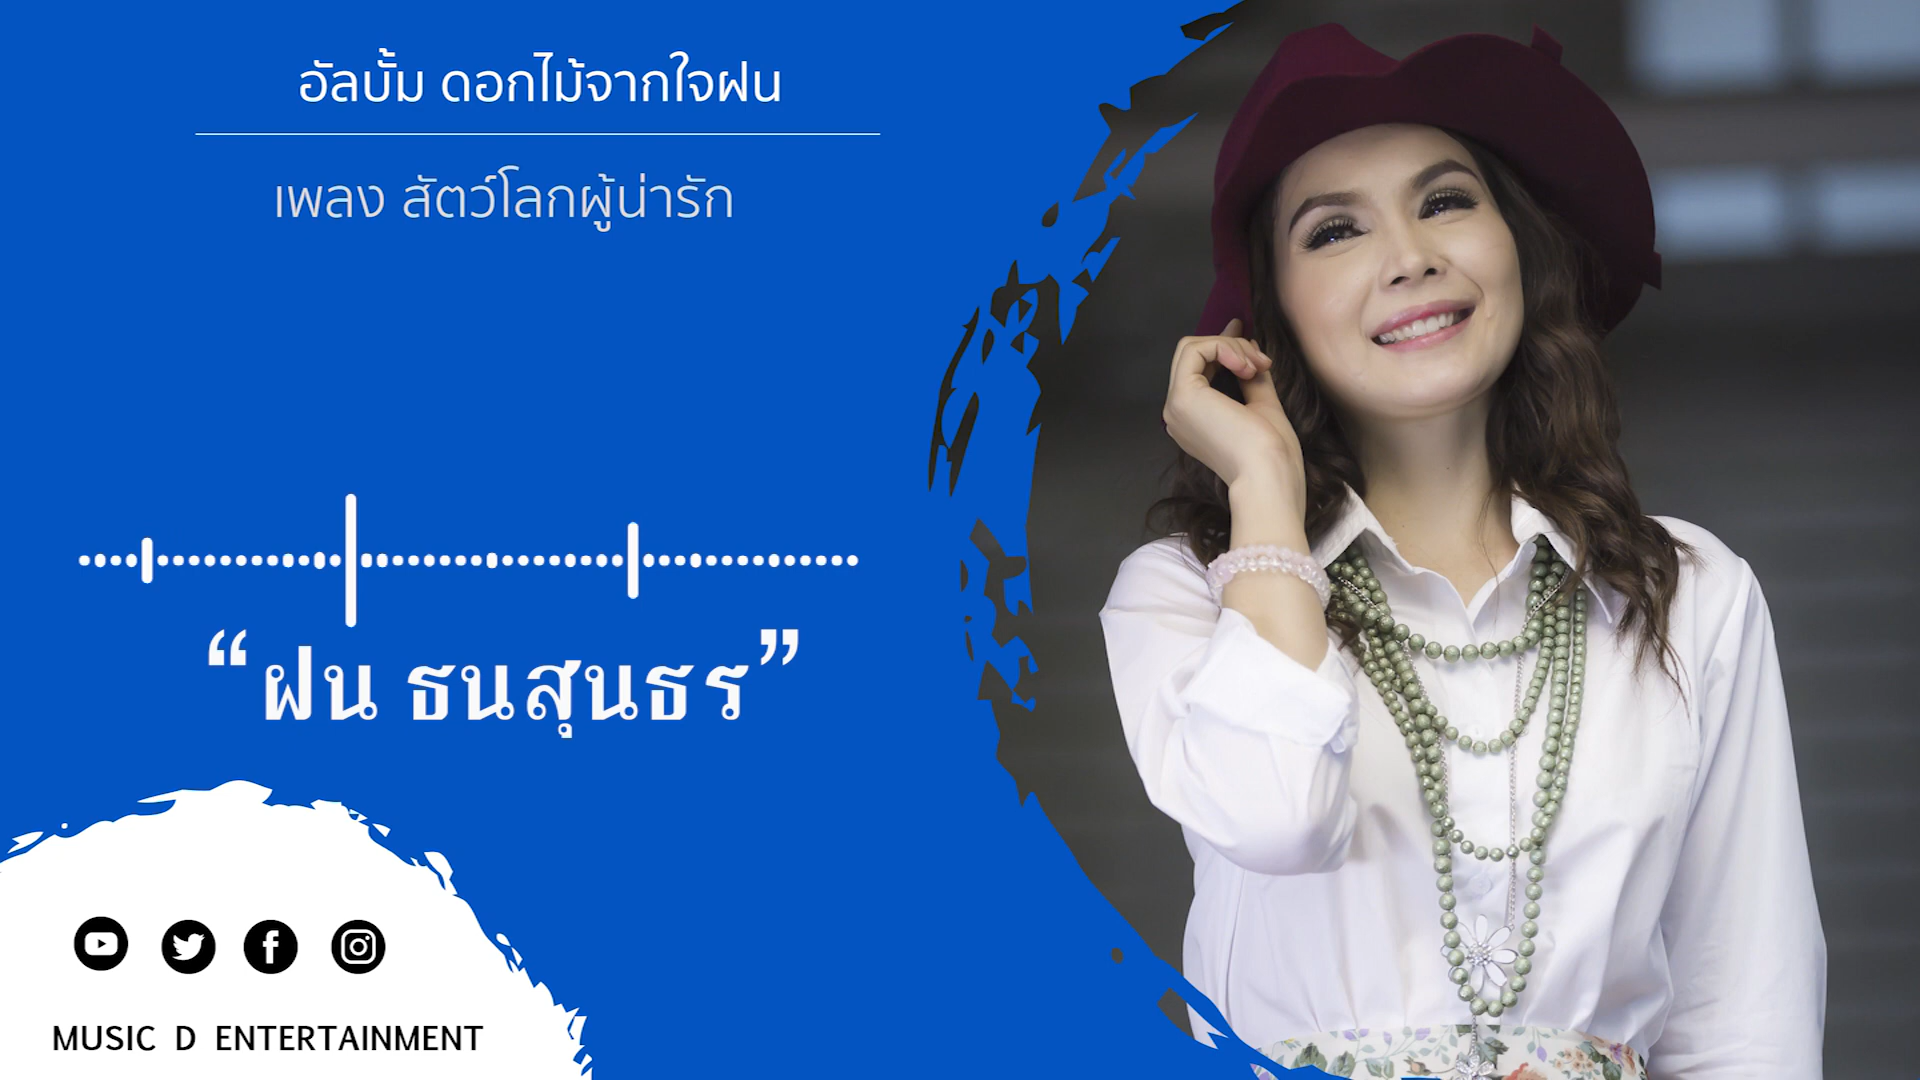 อัลบั้ม ดอกไม้จากใจฝน
เพลง สัตว์โลกผู้น่ารัก
“ฝน ธนสุนธร”
MUSIC D ENTERTAINMENT